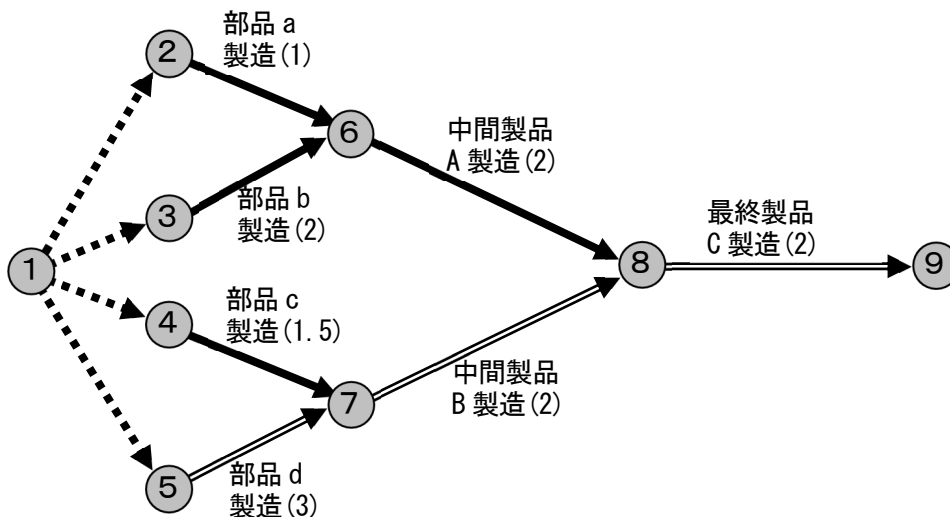 部品 a
製造(1)
2
6
中間製品
A 製造(2)
3
部品 b
製造(2)
最終製品
C 製造(2)
1
8
9
4
部品 c
製造(1.5)
7
中間製品
B 製造(2)
5
部品 d
製造(3)